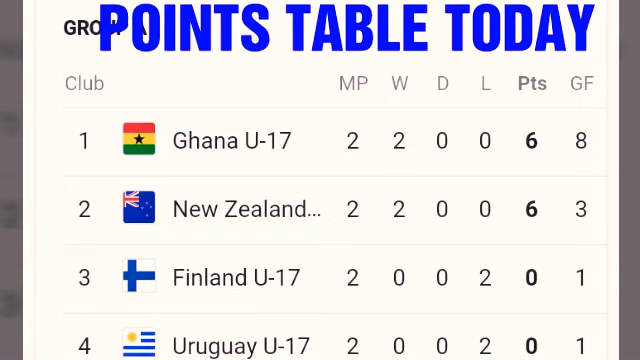 GROUP A
POINTS TABLE TODAY
Club MP W D L Pts GF
1 Ghana U-17 2 2 0 0 6 8
2 New Zealand... 2 2 0 0 6 3
3 Finland U-17 2 0 0 2 0 1
4 Uruguay U-17 2 0 0 2 0 1